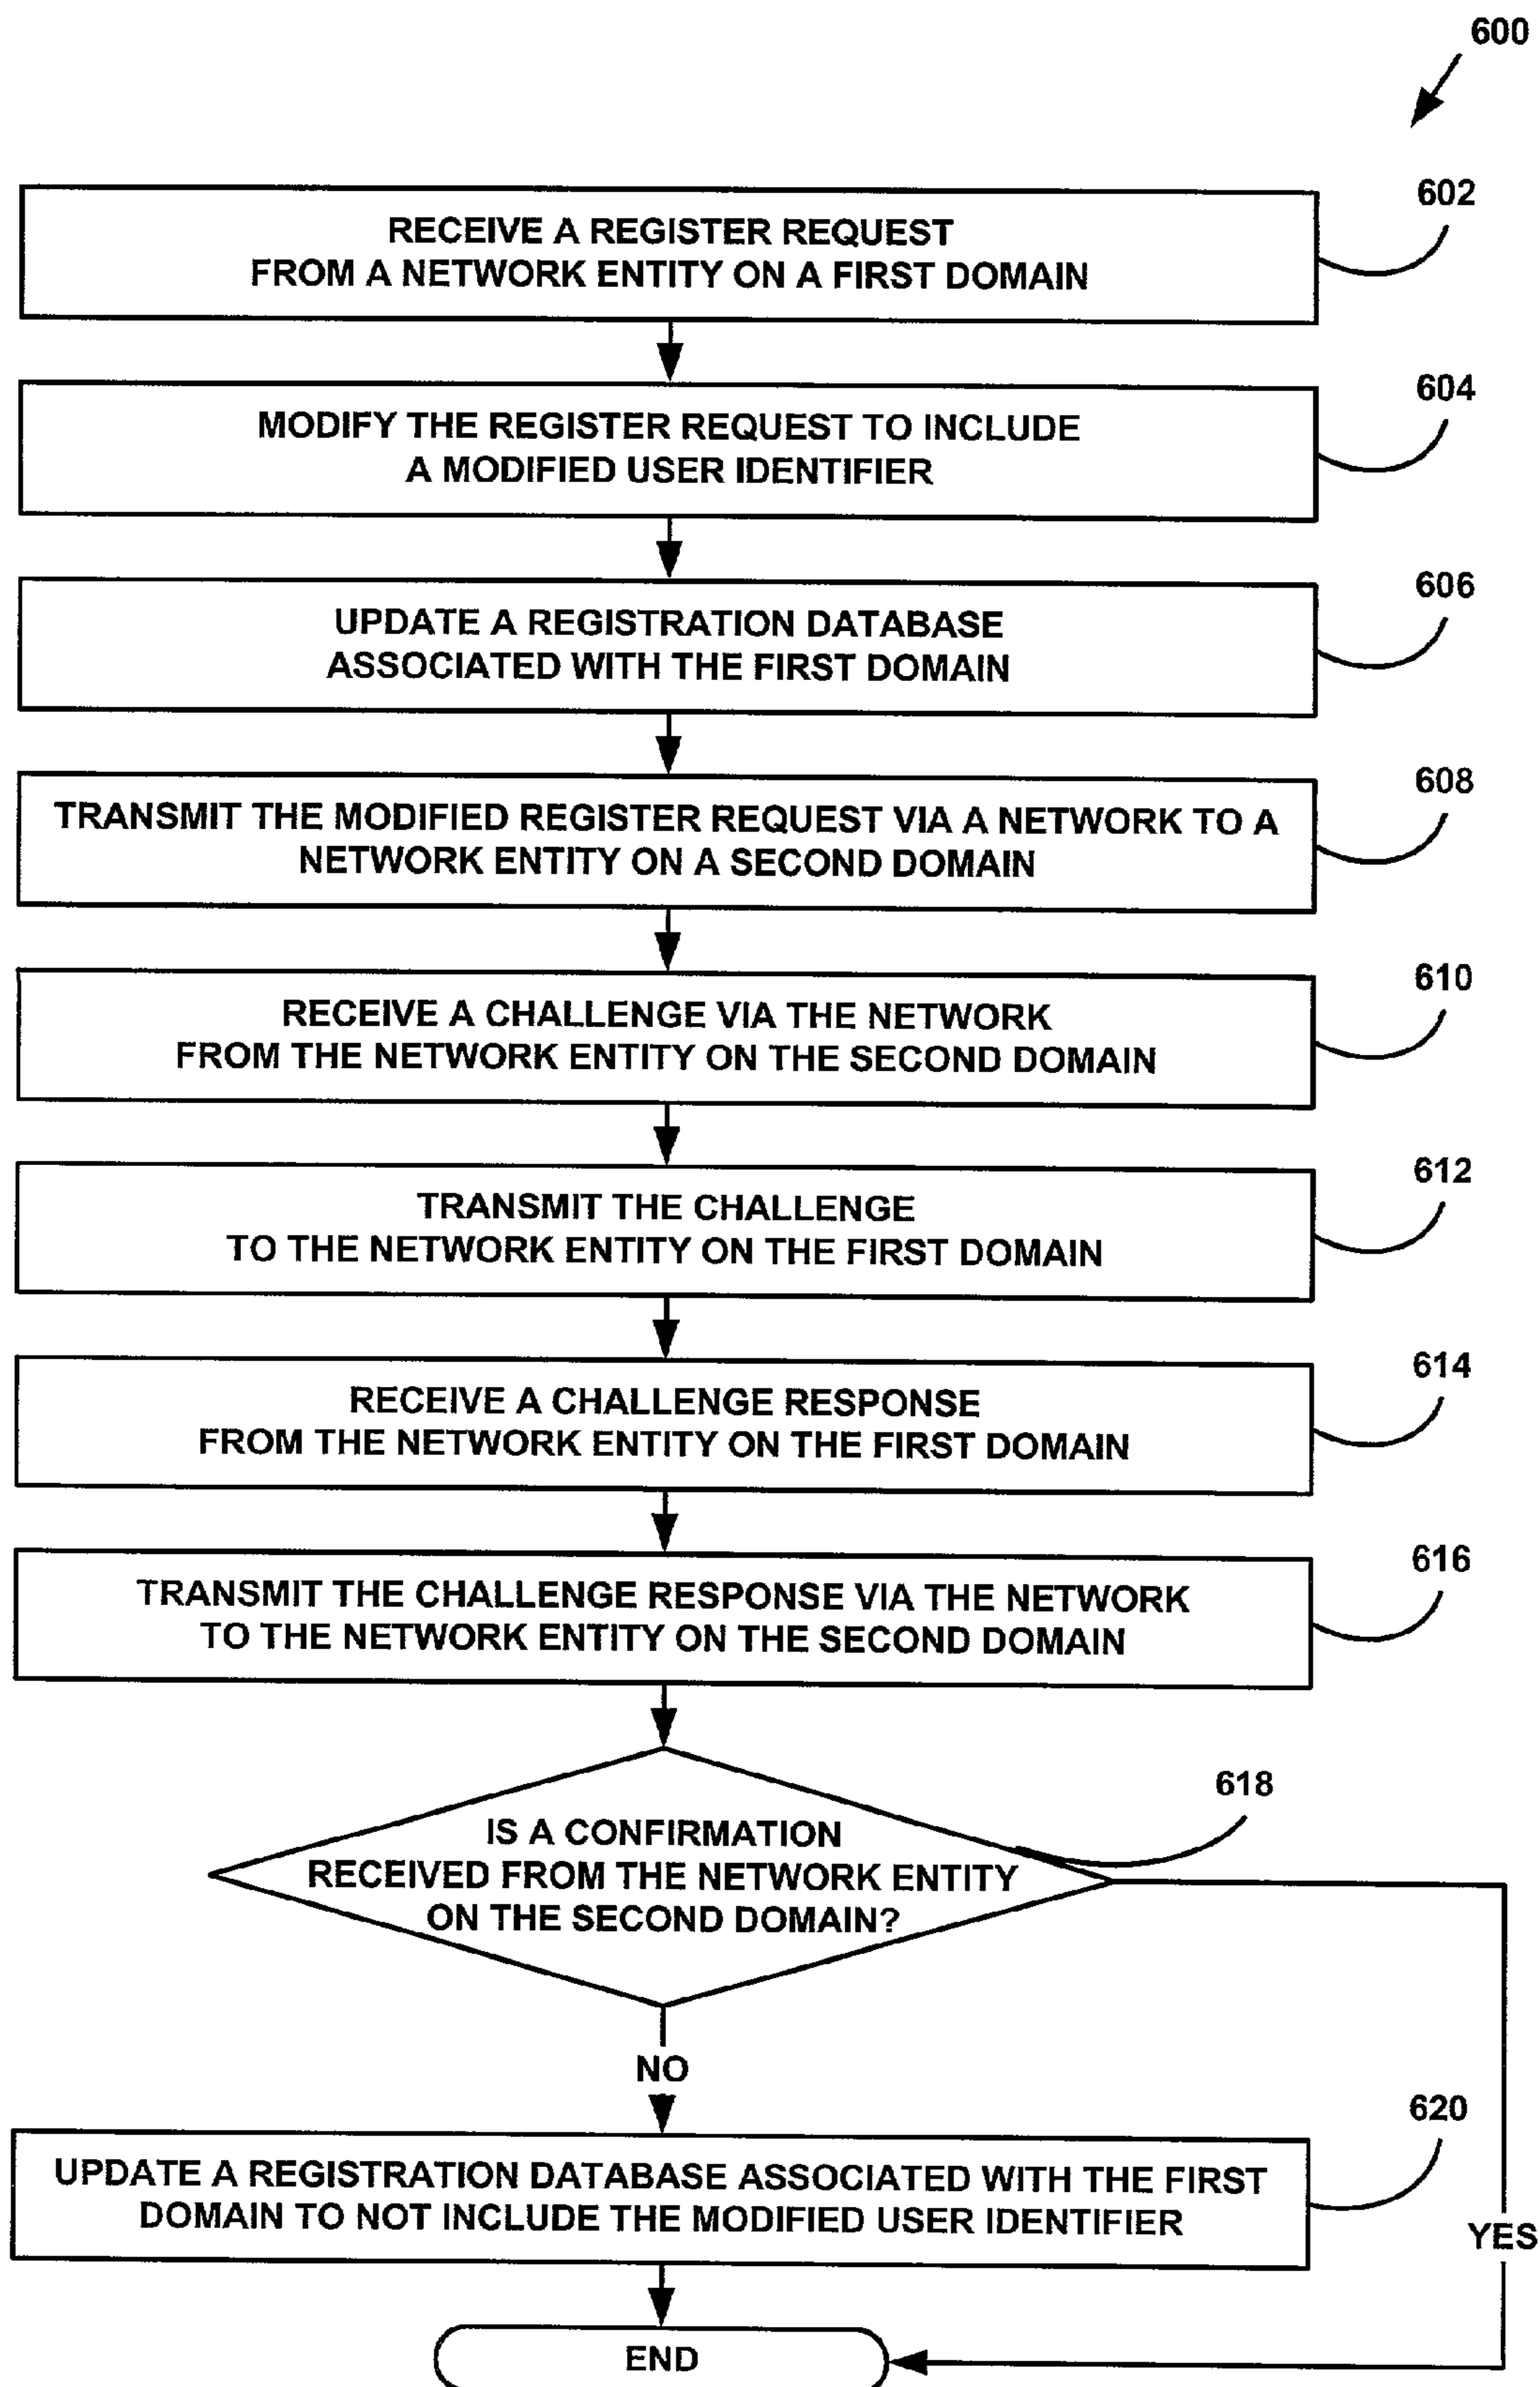 600
602
RECEIVE A REGISTER REQUEST
FROM A NETWORK ENTITY ON A FIRST DOMAIN
604
MODIFY THE REGISTER REQUEST TO INCLUDE
A MODIFIED USER IDENTIFIER
606
UPDATE A REGISTRATION DATABASE
ASSOCIATED WITH THE FIRST DOMAIN
608
TRANSMIT THE MODIFIED REGISTER REQUEST VIA A NETWORK TO A
NETWORK ENTITY ON A SECOND DOMAIN
610
RECEIVE A CHALLENGE VIA THE NETWORK
FROM THE NETWORK ENTITY ON THE SECOND DOMAIN
612
TRANSMIT THE CHALLENGE
TO THE NETWORK ENTITY ON THE FIRST DOMAIN
614
RECEIVE A CHALLENGE RESPONSE
FROM THE NETWORK ENTITY ON THE FIRST DOMAIN
616
TRANSMIT THE CHALLENGE RESPONSE VIA THE NETWORK
TO THE NETWORK ENTITY ON THE SECOND DOMAIN
618
IS A CONFIRMATION
RECEIVED FROM THE NETWORK ENTITY
ON THE SECOND DOMAIN?
NO
620
UPDATE A REGISTRATION DATABASE ASSOCIATED WITH THE FIRST
DOMAIN TO NOT INCLUDE THE MODIFIED USER IDENTIFIER
YES
END